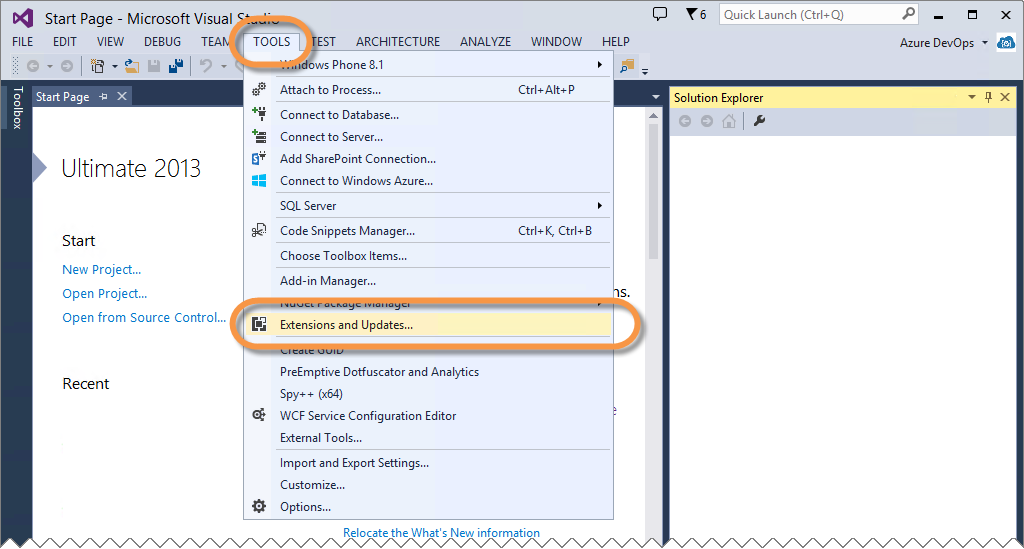 Start Page - Microsoft Visual Studio
6
Quick Launch (Ctrl+Q)
FILE EDIT VIEW DEBUG TEAM TOOLS TEST ARCHITECTURE ANALYZE WINDOW HELP
Azure DevOps
Toolbox
Start Page
Ultimate 2013
Start
New Project...
Open Project...
Open from Source Control...
Recent
Windows Phone 8.1
Attach to Process... Ctrl+Alt+P
Connect to Database...
Connect to Server...
Add SharePoint Connection...
Connect to Windows Azure...
SQL Server
Code Snippets Manager... Ctrl+K, Ctrl+B
Choose Toolbox Items...
Add-in Manager...
NuGet Package Manager
Extensions and Updates...
Create GUID
PreEmptive Dotfuscator and Analytics
Spy++ (x64)
WCF Service Configuration Editor
External Tools...
Import and Export Settings...
Customize...
Options...
ns.
Relocate the What's New information
Solution Explorer